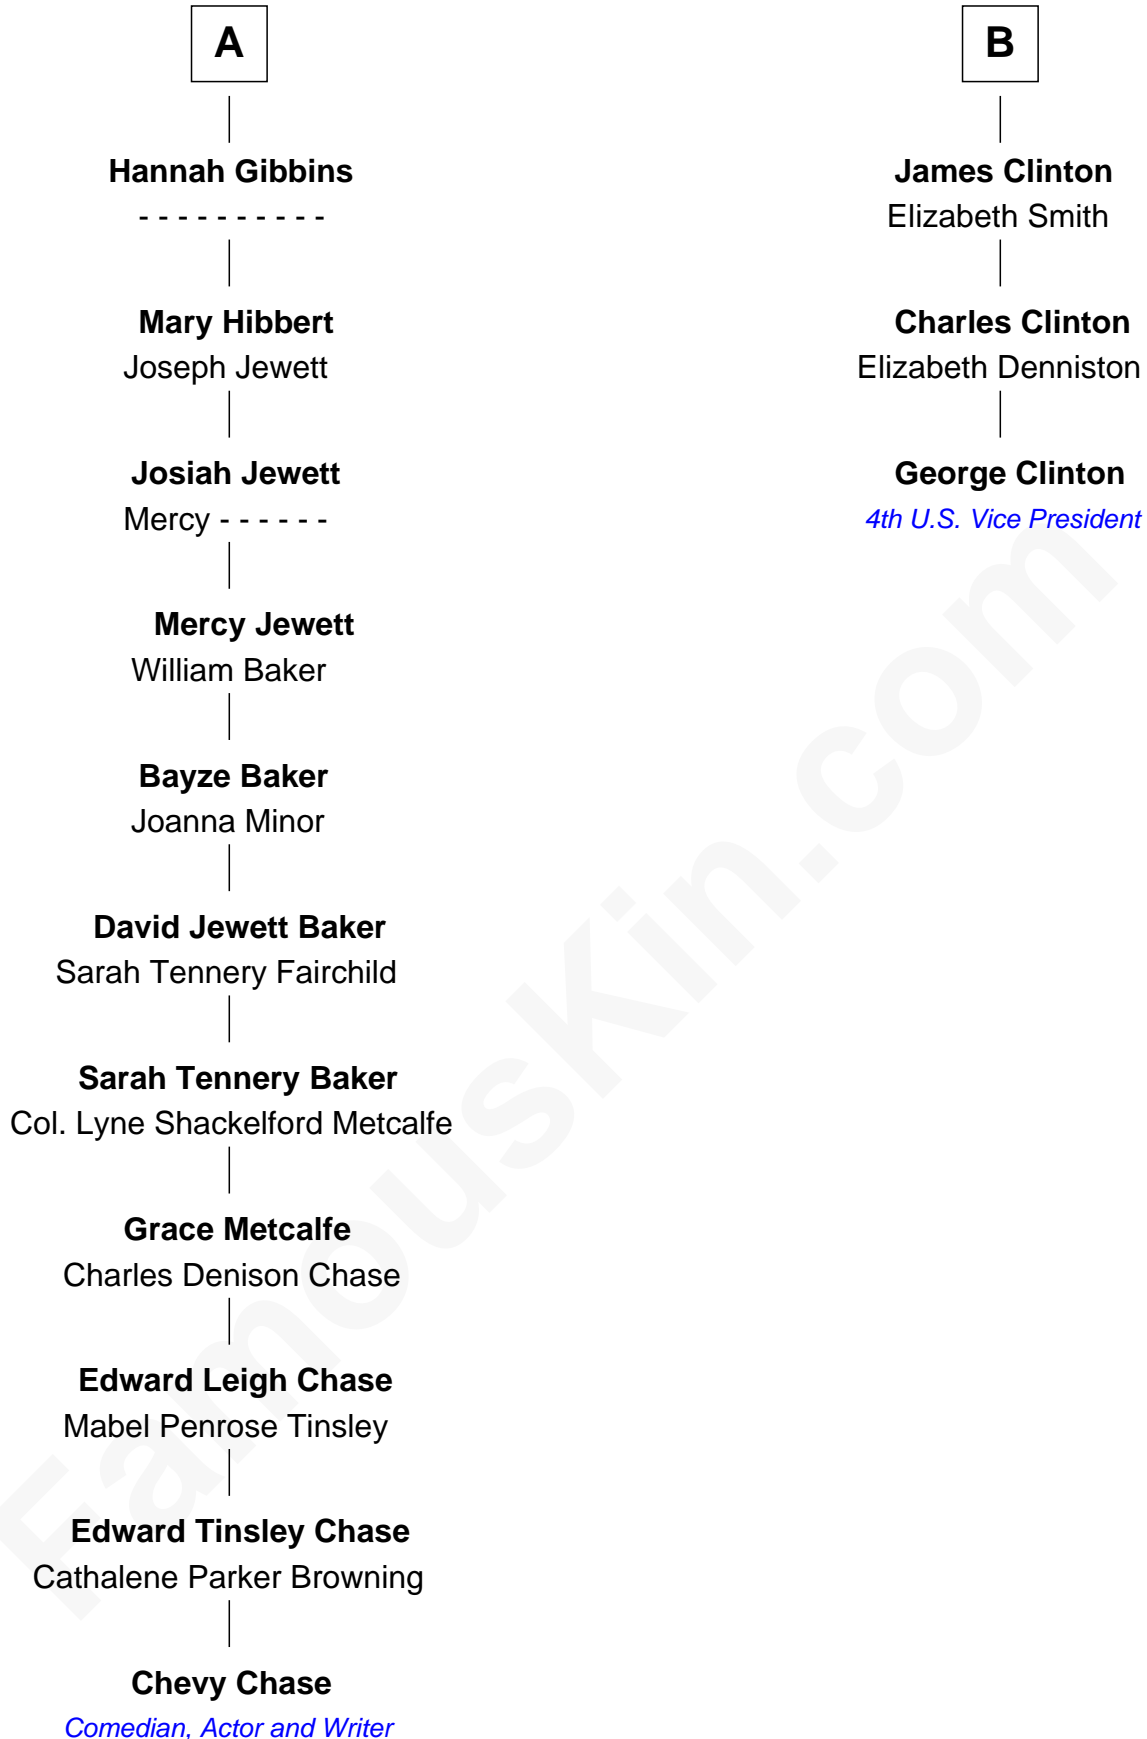 A
Hannah Gibbins
- - - - - - - - - -
Mary Hibbert
Joseph Jewett
Josiah Jewett
Mercy - - - - - -
Mercy Jewett
William Baker
Bayze Baker
Joanna Minor
David Jewett Baker
Sarah Tennery Fairchild
Sarah Tennery Baker
Col. Lyne Shackelford Metcalfe
Grace Metcalfe
Charles Denison Chase
Edward Leigh Chase
Mabel Penrose Tinsley
Edward Tinsley Chase
Cathalene Parker Browning
Chevy Chase
Comedian, Actor and Writer
B
James Clinton
Elizabeth Smith
Charles Clinton
Elizabeth Denniston
George Clinton
4th U.S. Vice President
FamousKin.com